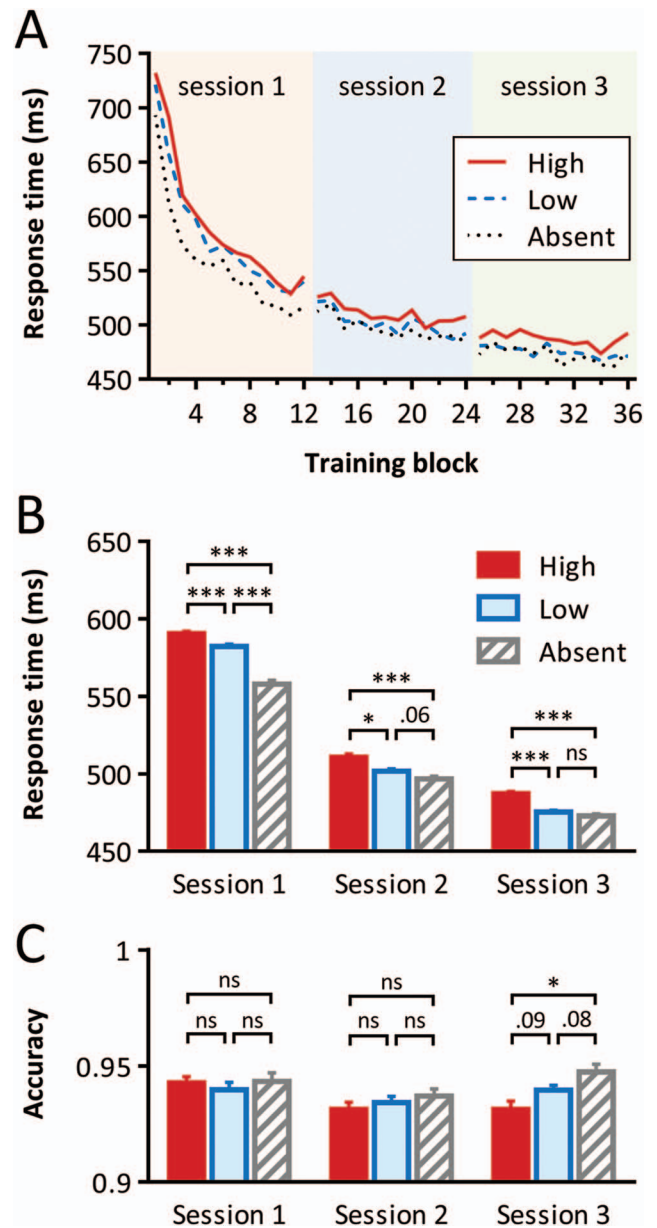 A
Response time (ms)
750
700
650
600
550
500
450
session 1 session 2 session 3
High
Low
Absent
4 8 12 16 20 24 28 32 36
Training block
B
Response time (ms)
650
600
550
500
450
High
Low
Absent
***
*** ***
***
* .06
***
*** ns
Session 1 Session 2 Session 3
C
Accuracy
1
0.95
0.9
ns
ns ns
ns
ns ns
*
.09 .08
Session 1 Session 2 Session 3